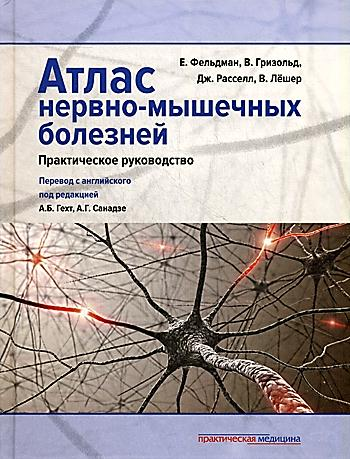 Е. Фельдман, В. Гризольд,
Дж. Расселл, В. Лёшер
Атлас
нервно-мышечных
болезней
Практическое руководство
Перевод с английского
под редакцией
А.Б. Гехт, А.Г. Санадзе
практическая медицина